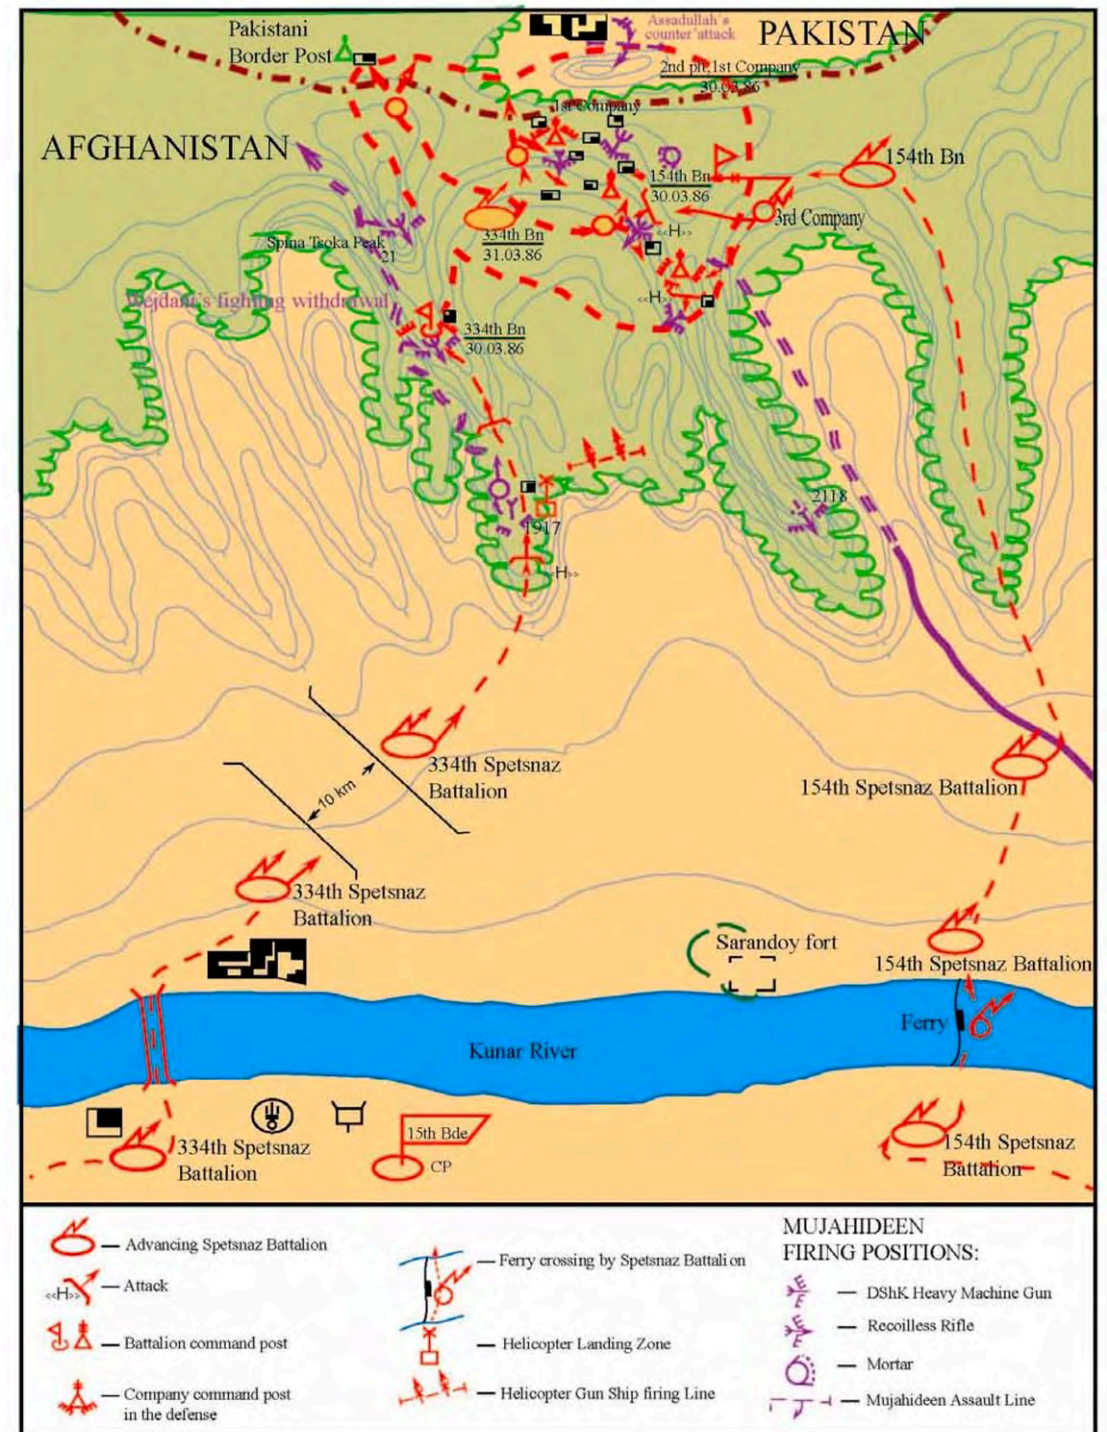 Pakistani
Border Post
Assadullah's
counter attack
PAKISTAN
2nd ph,1st Company
30.03.86
1st Company
AFGHANISTAN
154th Bn
154th Bn
30.03.86
3rd Company
<<H>>
334th Bn
31.03.86
Spina Tsoka Peak
21
<<H>>
Wejdani's fighting withdrawal
334th Bn
30.03.86
2118
1917
<<H>>
334th Spetsnaz
Battalion
154th Spetsnaz Battalion
10 km
334th Spetsnaz
Battalion
Sarandoy fort
154th Spetsnaz Battalion
Ferry
Kunar River
15th Bde
CP
334th Spetsnaz
Battalion
154th Spetsnaz
Battalion
— Advancing Spetsnaz Battalion
<<H>> — Attack
— Battalion command post
— Company command post
in the defense
— Ferry crossing by Spetsnaz Battalion
— Helicopter Landing Zone
— Helicopter Gun Ship firing Line
MUJAHIDEEN
FIRING POSITIONS:
— DShK Heavy Machine Gun
— Recoilless Rifle
— Mortar
— Mujahideen Assault Line